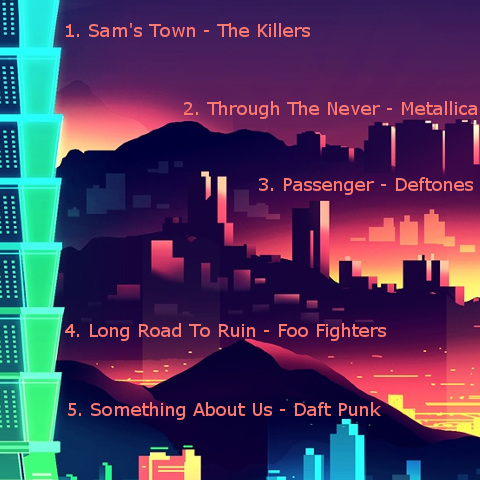 1. Sam's Town - The Killers
2. Through The Never - Metallica
3. Passenger - Deftones
4. Long Road To Ruin - Foo Fighters
5. Something About Us - Daft Punk